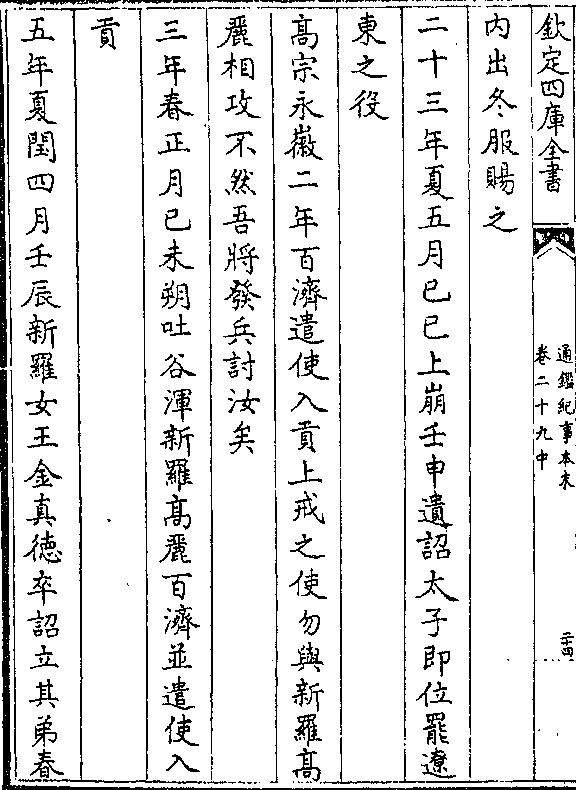 欽定四庫全書
通鑑紀事本末
卷二十九中
二十四
内出冬服賜之
二十三年夏五月己巳上崩壬申遺詔太子即位罷遼
東之役
髙宗永徽二年百濟遣使入貢上戒之使勿與新羅髙
麗相攻不然吾將發兵討汝矣
三年春正月己未朔吐谷渾新羅髙麗百濟並遣使入
貢
五年夏閏四月壬辰新羅女王金真德卒詔立其弟春